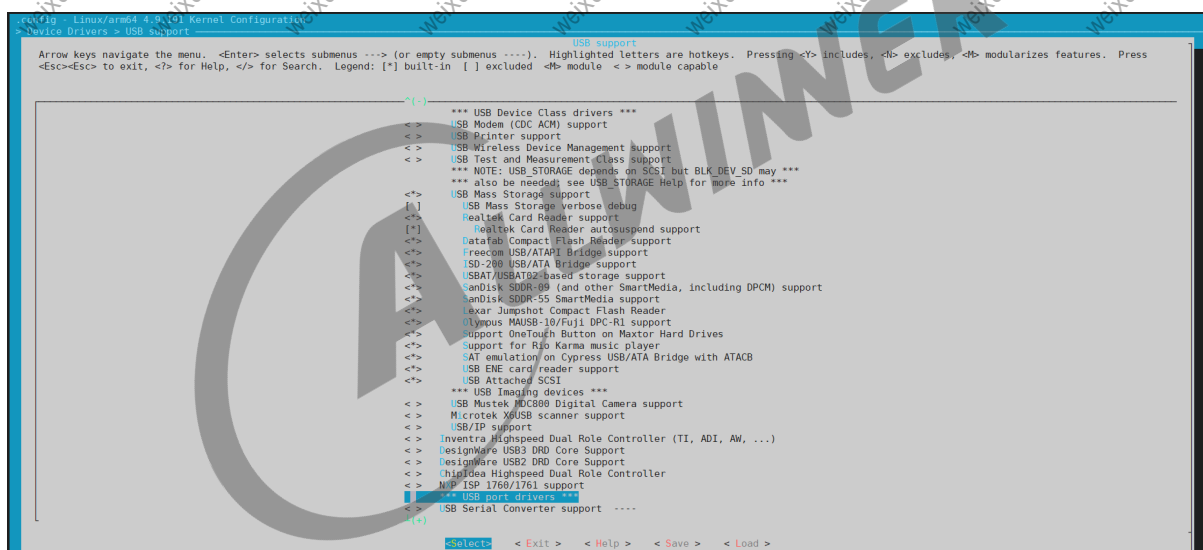 .config - Linux/arm64 4.9.191 Kernel Configuration
> Device Drivers > USB support
USB support
Arrow keys navigate the menu.  <Enter> selects submenus ---> (or empty submenus ----).  Highlighted letters are hotkeys.  Pressing <Y> includes, <N> excludes, <M> modularizes features.  Press
<Esc><Esc> to exit, <?> for Help, </> for Search.  Legend: [*] built-in  [ ] excluded  <M> module  < > module capable
^(-)
*** USB Device Class drivers ***
< > USB Modem (CDC ACM) support
< > USB Printer support
< > USB Wireless Device Management support
< > USB Test and Measurement Class support
*** NOTE: USB_STORAGE depends on SCSI but BLK_DEV_SD may ***
*** also be needed; see USB_STORAGE Help for more info ***
<*> USB Mass Storage support
[ ] USB Mass Storage verbose debug
<*> Realtek Card Reader support
[*] Realtek Card Reader autosuspend support
<*> Datafab Compact Flash Reader support
<*> Freecom USB/ATAPI Bridge support
<*> ISD-200 USB/ATA Bridge support
<*> USBAT/USBAT02-based storage support
<*> SanDisk SDDR-09 (and other SmartMedia, including DPCM) support
<*> SanDisk SDDR-55 SmartMedia support
<*> Lexar Jumpshot Compact Flash Reader
<*> Olympus MAUSB-10/Fuji DPC-R1 support
<*> Support OneTouch Button on Maxtor Hard Drives
<*> Support for Rio Karma music player
<*> SAT emulation on Cypress USB/ATA Bridge with ATACB
<*> USB ENE card reader support
<*> USB Attached SCSI
*** USB Imaging devices ***
< > USB Mustek MDC800 Digital Camera support
< > Microtek X6USB scanner support
< > USB/IP support
< > Inventra Highspeed Dual Role Controller (TI, ADI, AW, ...)
< > DesignWare USB3 DRD Core Support
< > DesignWare USB2 DRD Core Support
< > ChipIdea Highspeed Dual Role Controller
< > NXP ISP 1760/1761 support
*** USB port drivers ***
< > USB Serial Converter support  ----
(+)
<Select>    < Exit >    < Help >    < Save >    < Load >
ALLWINNER